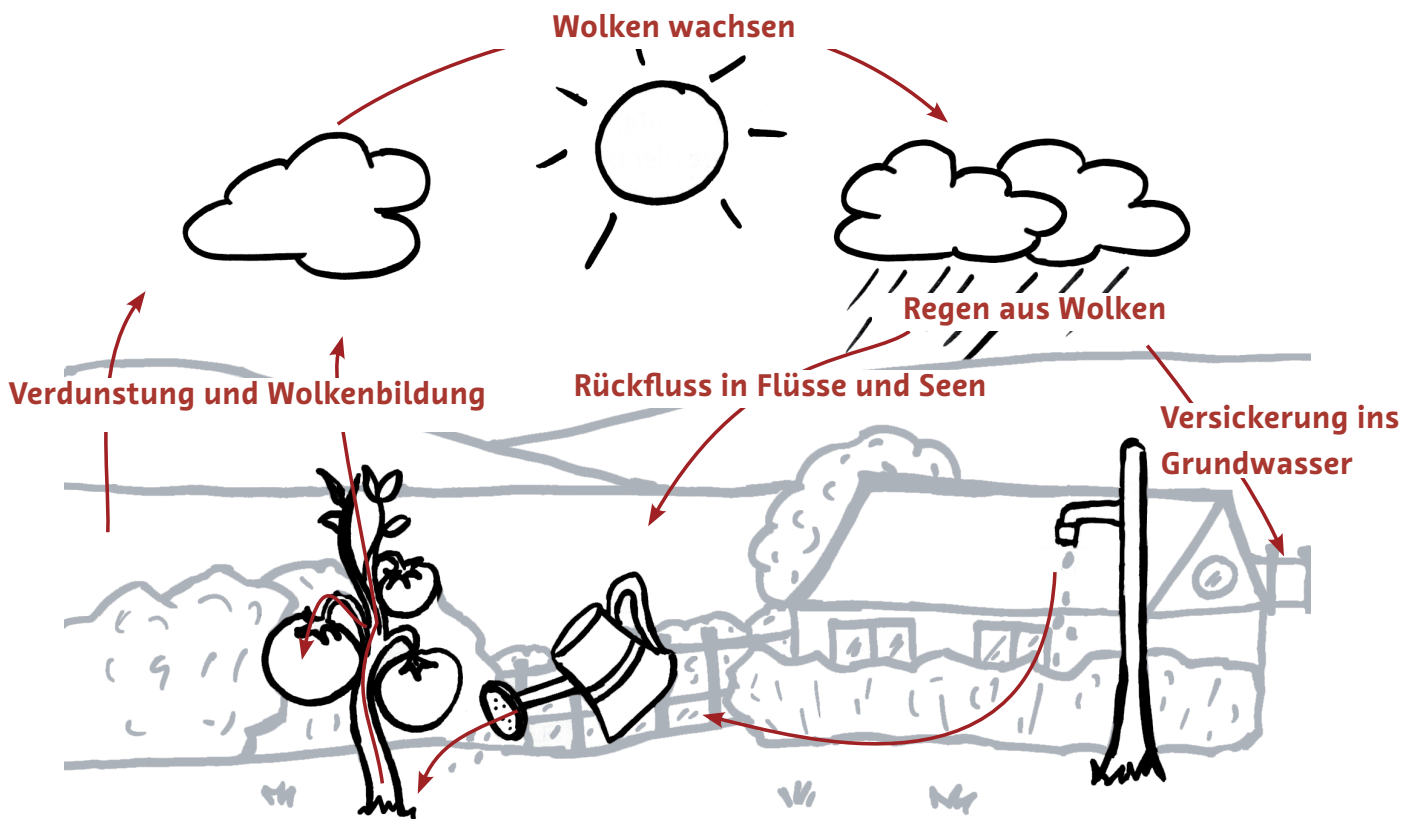 Wolken wachsen
Regen aus Wolken
Verdunstung und Wolkenbildung
Rückfluss in Flüsse und Seen
Versickerung ins
Grundwasser